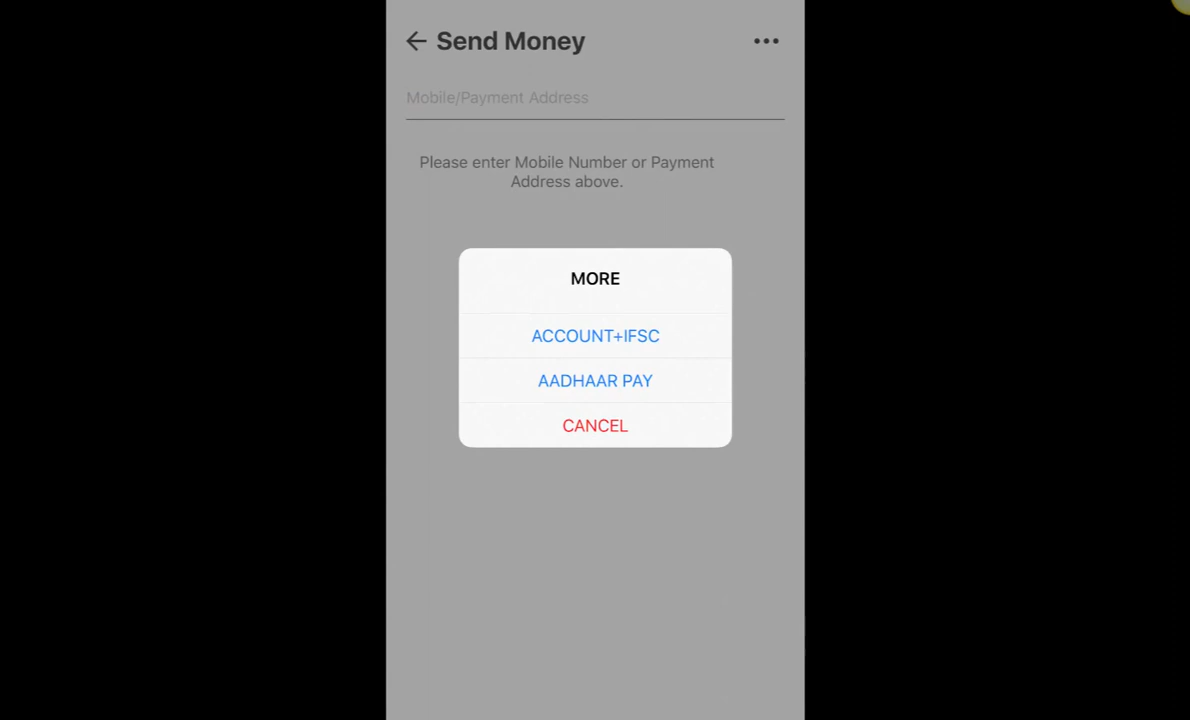 Send Money
Mobile/Payment Address
Please enter Mobile Number or Payment
Address above.
MORE
ACCOUNT+IFSC
AADHAAR PAY
CANCEL